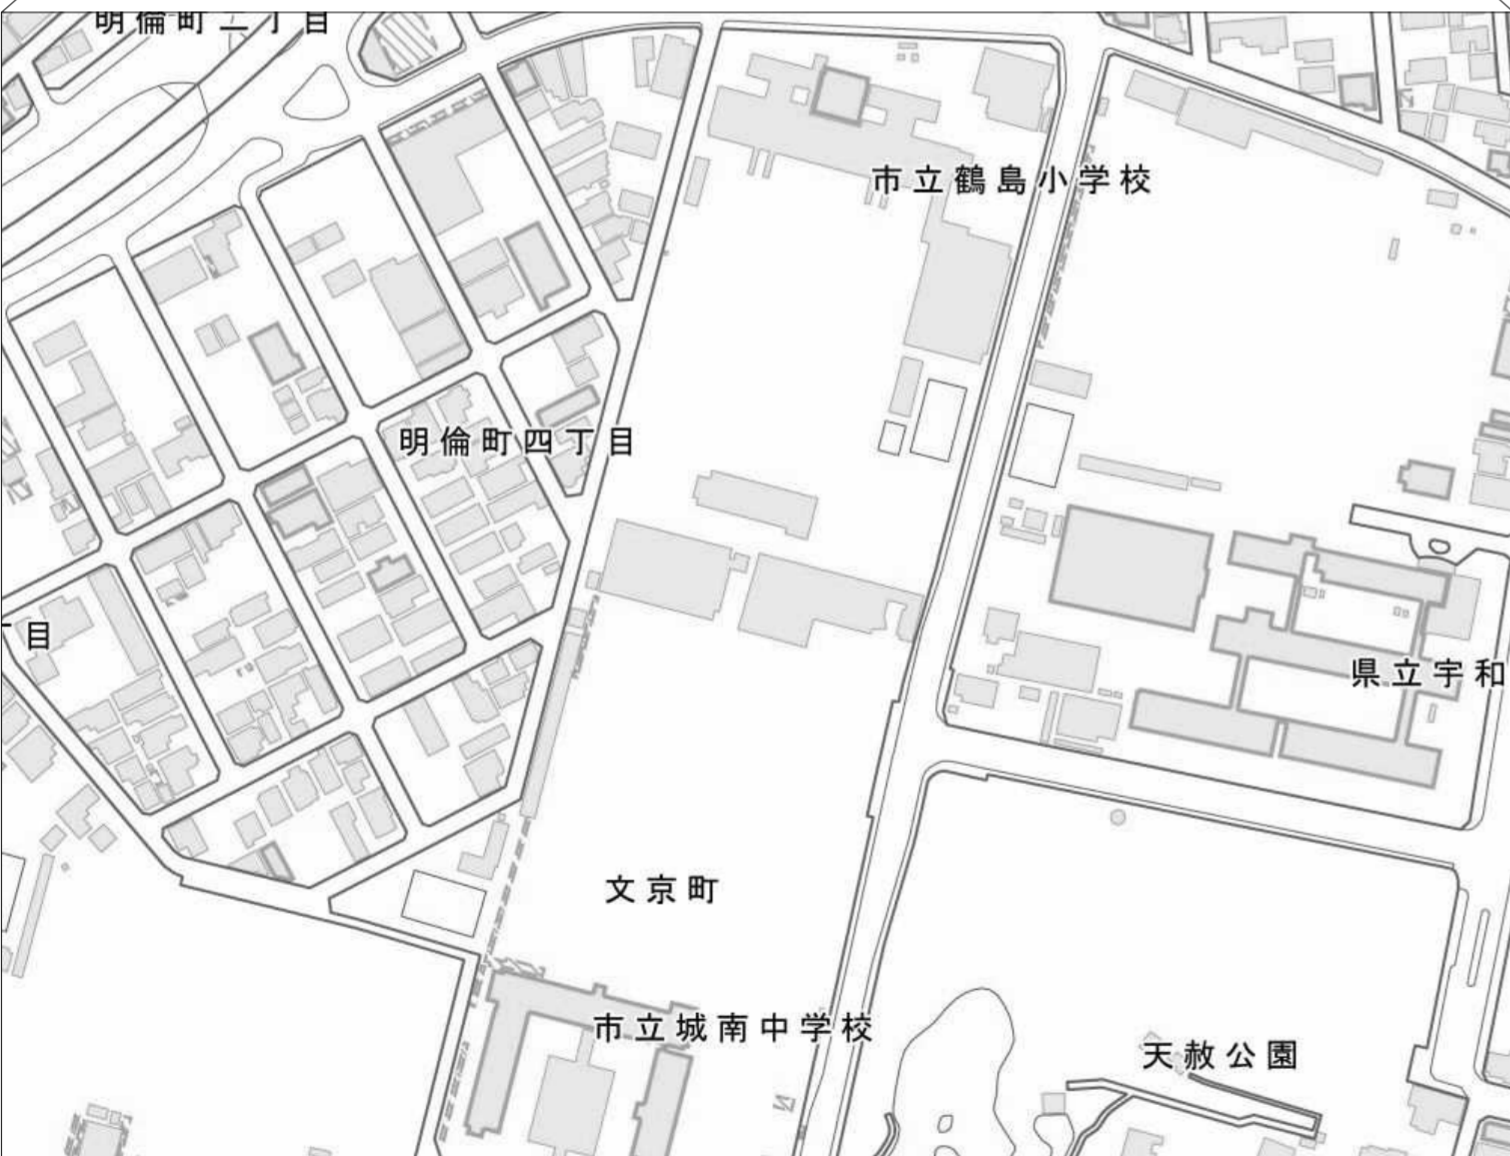 明倫町二丁目
市立鶴島小学校
明倫町四丁目
丁目
県立宇和
文京町
市立城南中学校
天赦公園